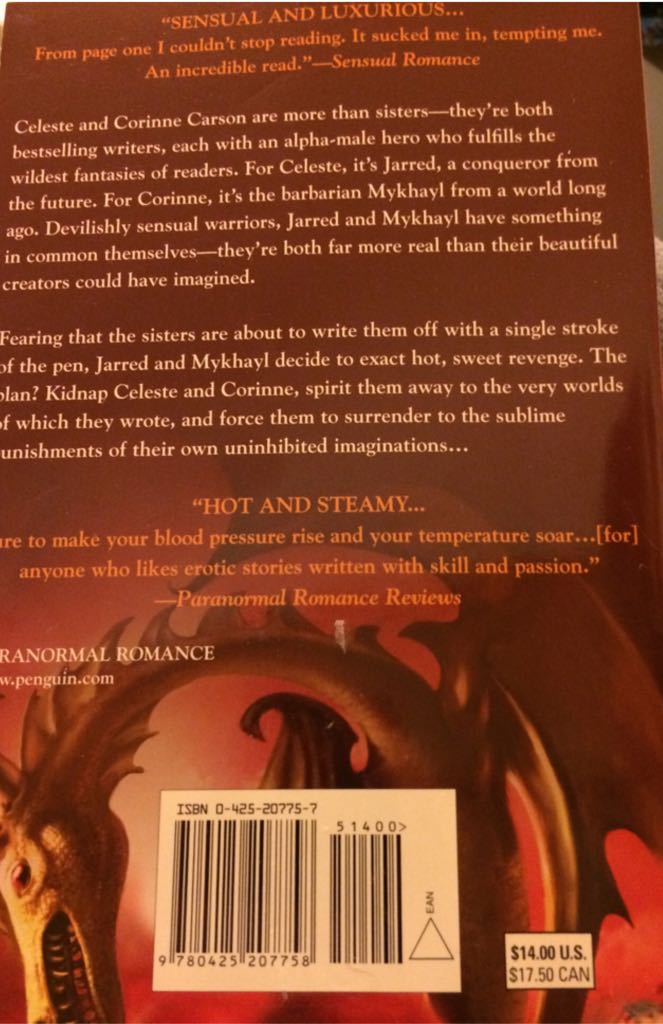 “SENSUAL AND LUXURIOUS...
From page one I couldn’t stop reading. It sucked me in, tempting me.
An incredible read.”—Sensual Romance
Celeste and Corinne Carson are more than sisters—they’re both
bestselling writers, each with an alpha-male hero who fulfills the
wildest fantasies of readers. For Celeste, it’s Jarred, a conqueror from
the future. For Corinne, it’s the barbarian Mykhayl from a world long
ago. Devilishly sensual warriors, Jarred and Mykhayl have something
in common themselves—they’re both far more real than their beautiful
creators could have imagined.
Fearing that the sisters are about to write them off with a single stroke
of the pen, Jarred and Mykhayl decide to exact hot, sweet revenge. The
plan? Kidnap Celeste and Corinne, spirit them away to the very worlds
of which they wrote, and force them to surrender to the sublime
unishments of their own uninhibited imaginations...
“HOT AND STEAMY...
ure to make your blood pressure rise and your temperature soar...[for]
anyone who likes erotic stories written with skill and passion.”
—Paranormal Romance Reviews
RANORMAL ROMANCE
w.penguin.com
ISBN 0-425-20775-7
51400>
EAN
9 780425 207758
$14.00 U.S.
$17.50 CAN